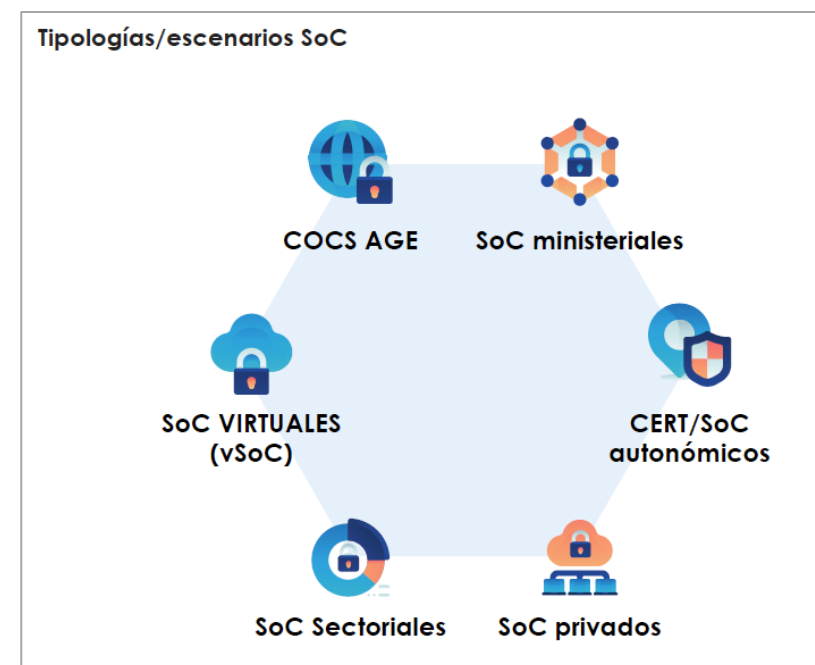 Tipologías/escenarios SoC
COCS AGE
SoC ministeriales
SoC VIRTUALES
(vSoC)
CERT/SoC
autonómicos
SoC Sectoriales
SoC privados